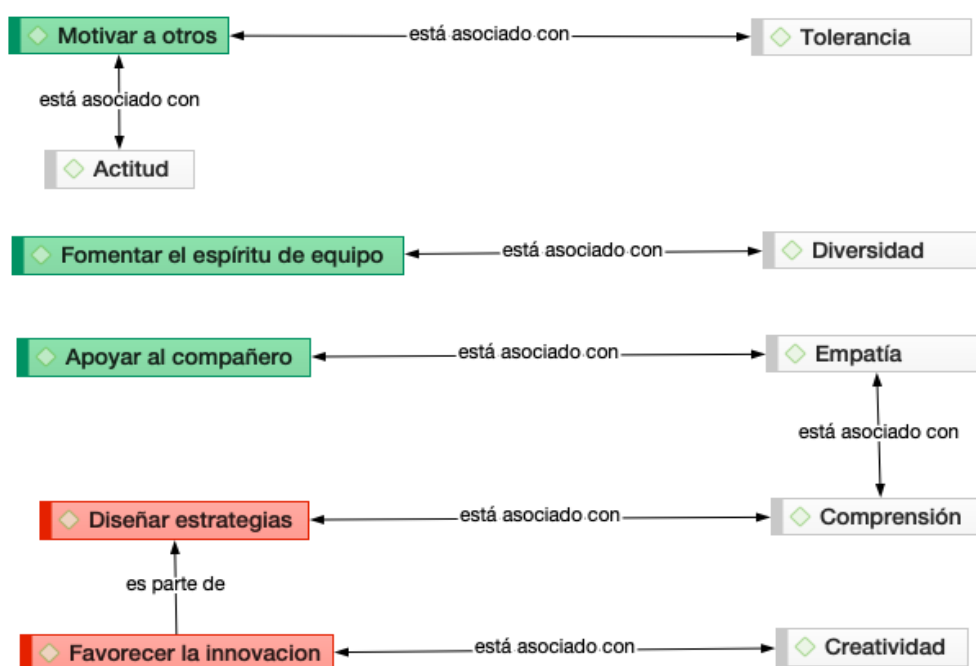 Motivar a otros
está asociado con
Tolerancia
está asociado con
Actitud
Fomentar el espíritu de equipo
está asociado con
Diversidad
Apoyar al compañero
está asociado con
Empatía
está asociado con
Diseñar estrategias
está asociado con
Comprensión
es parte de
Favorecer la innovacion
está asociado con
Creatividad